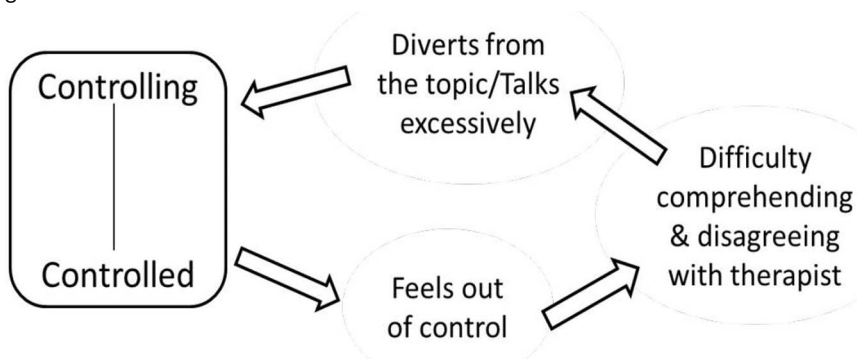 Controlling
Controlled
Diverts from
the topic/Talks
excessively
Difficulty
comprehending
& disagreeing
with therapist
Feels out
of control